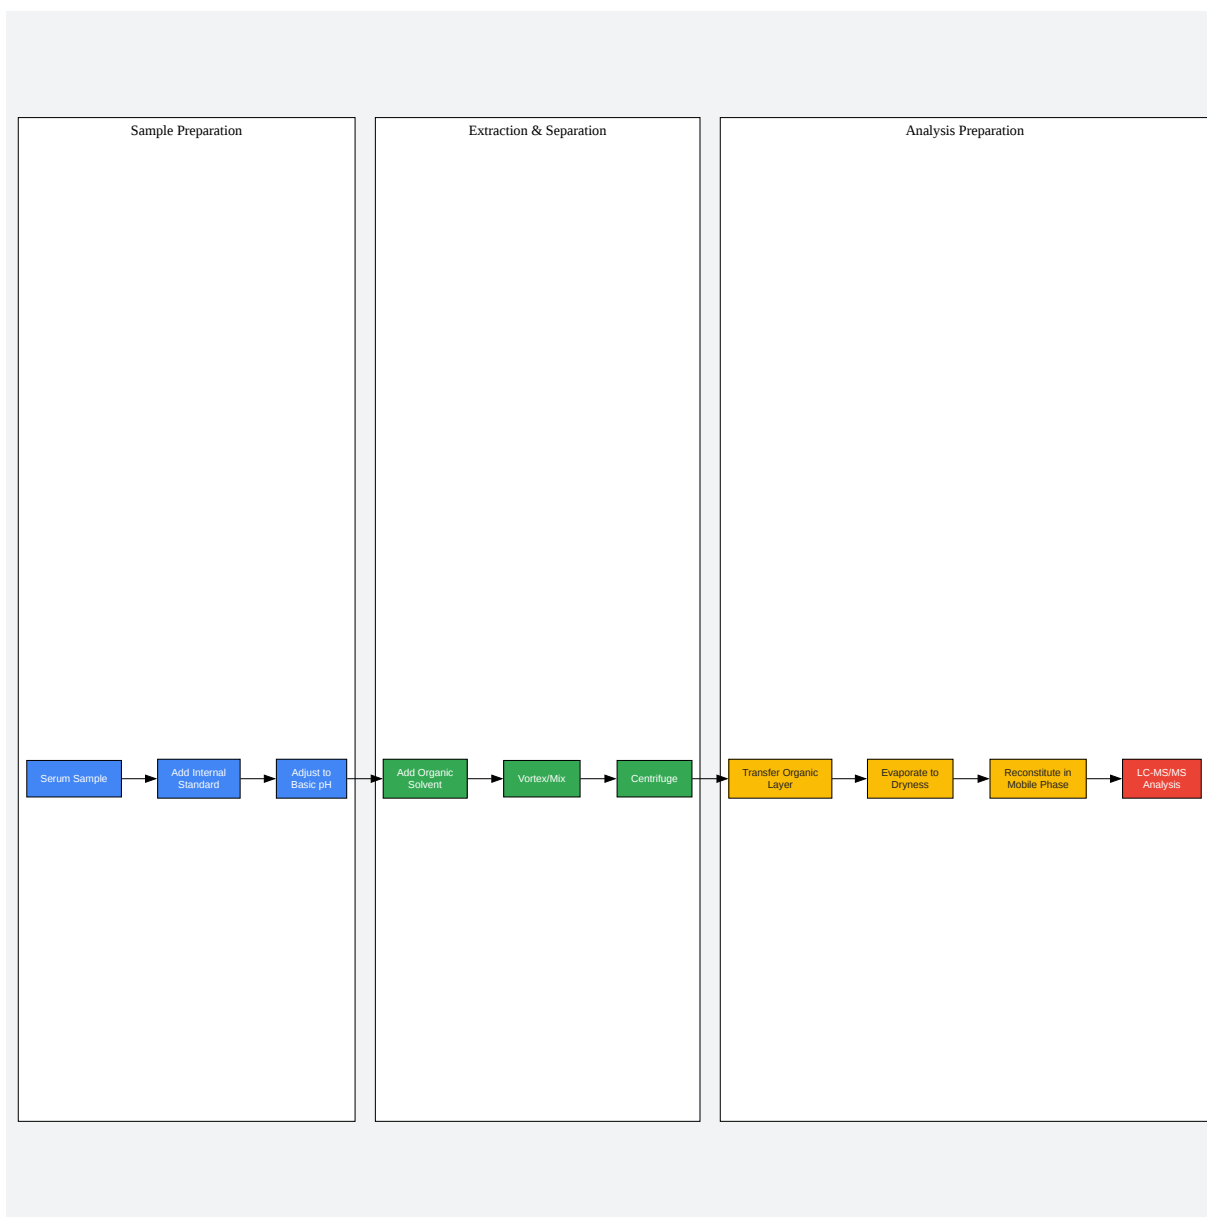 Sample Preparation
Extraction & Separation
Analysis Preparation
Serum Sample
Add Internal
Standard
Adjust to
Basic pH
Add Organic
Solvent
Vortex/Mix
Centrifuge
Transfer Organic
Layer
Evaporate to
Dryness
Reconstitute in
Mobile Phase
LC-MS/MS
Analysis